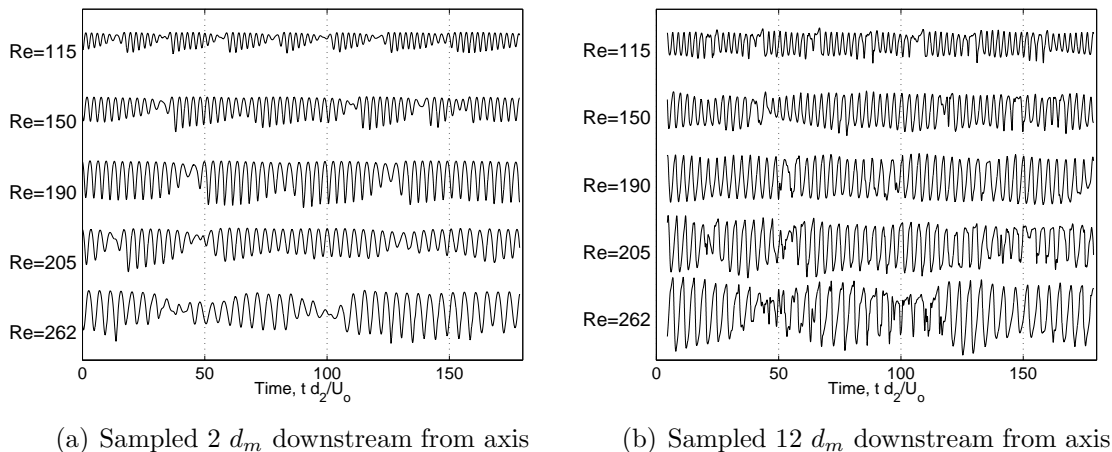 Re=115
Re=150
Re=190
Re=205
Re=262
0 50 100 150
Time, t d2/Uo
(a) Sampled 2 dm downstream from axis
Re=115
Re=150
Re=190
Re=205
Re=262
0 50 100 150
Time, t d2/Uo
(b) Sampled 12 dm downstream from axis